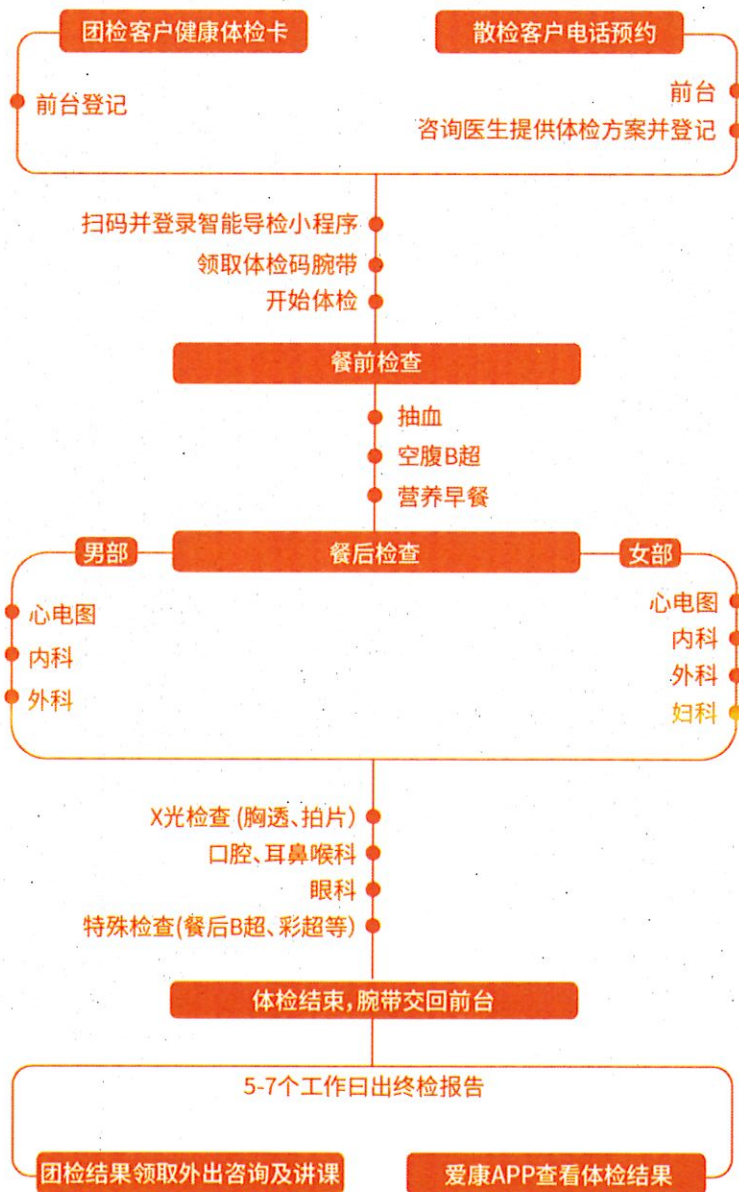 团检客户健康体检卡
散检客户电话预约
前台登记
前台
咨询医生提供体检方案并登记
扫码并登录智能导检小程序
领取体检码腕带
开始体检
餐前检查
抽血
空腹B超
营养早餐
男部
餐后检查
女部
心电图
内科
外科
心电图
内科
外科
妇科
X光检查(胸透、拍片)
口腔、耳鼻喉科
眼科
特殊检查(餐后B超、彩超等)
体检结束,腕带交回前台
5-7个工作日出终检报告
团检结果领取外出咨询及讲课
爱康APP查看体检结果